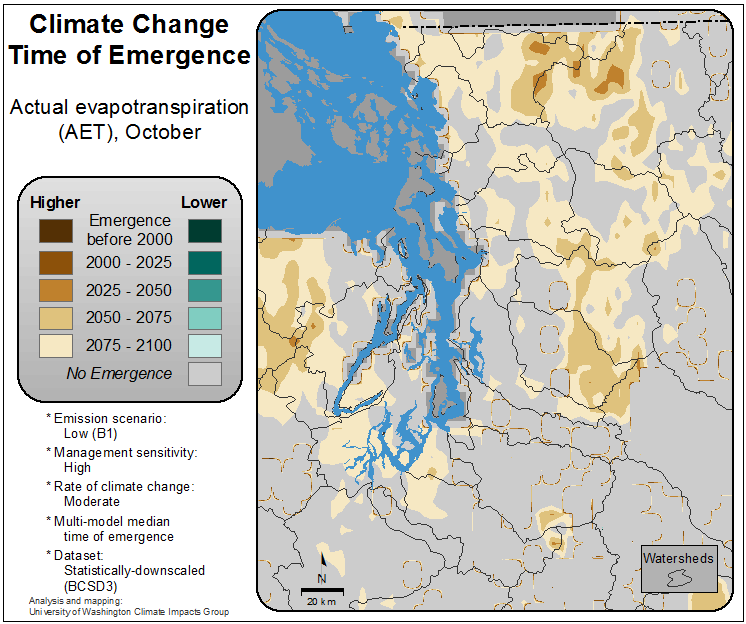 Climate Change
Time of Emergence
Actual evapotranspiration
(AET), October
Higher Lower
Emergence
before 2000
2000 - 2025
2025 - 2050
2050 - 2075
2075 - 2100
No Emergence
* Emission scenario:
Low (B1)
* Management sensitivity:
High
* Rate of climate change:
Moderate
* Multi-model median
time of emergence
* Dataset:
Statistically-downscaled
(BCSD3)
Analysis and mapping:
University of Washington Climate Impacts Group
N
20 km
Watersheds